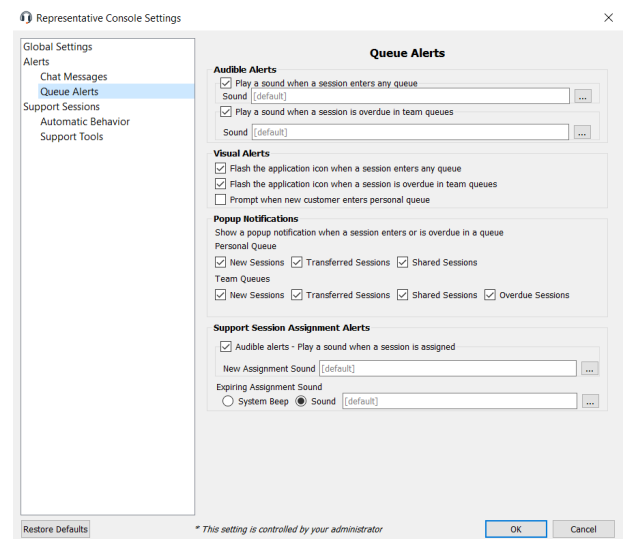 Representative Console Settings
Global Settings
Alerts
Chat Messages
Queue Alerts
Support Sessions
Automatic Behavior
Support Tools
Queue Alerts
Audible Alerts
Play a sound when a session enters any queue
Sound [default] ...
Play a sound when a session is overdue in team queues
Sound [default] ...
Visual Alerts
Flash the application icon when a session enters any queue
Flash the application icon when a session is overdue in team queues
Prompt when new customer enters personal queue
Popup Notifications
Show a popup notification when a session enters or is overdue in a queue
Personal Queue
New Sessions Transferred Sessions Shared Sessions
Team Queues
New Sessions Transferred Sessions Shared Sessions Overdue Sessions
Support Session Assignment Alerts
Audible alerts - Play a sound when a session is assigned
New Assignment Sound [default] ...
Expiring Assignment Sound
System Beep Sound [default] ...
Restore Defaults * This setting is controlled by your administrator OK Cancel